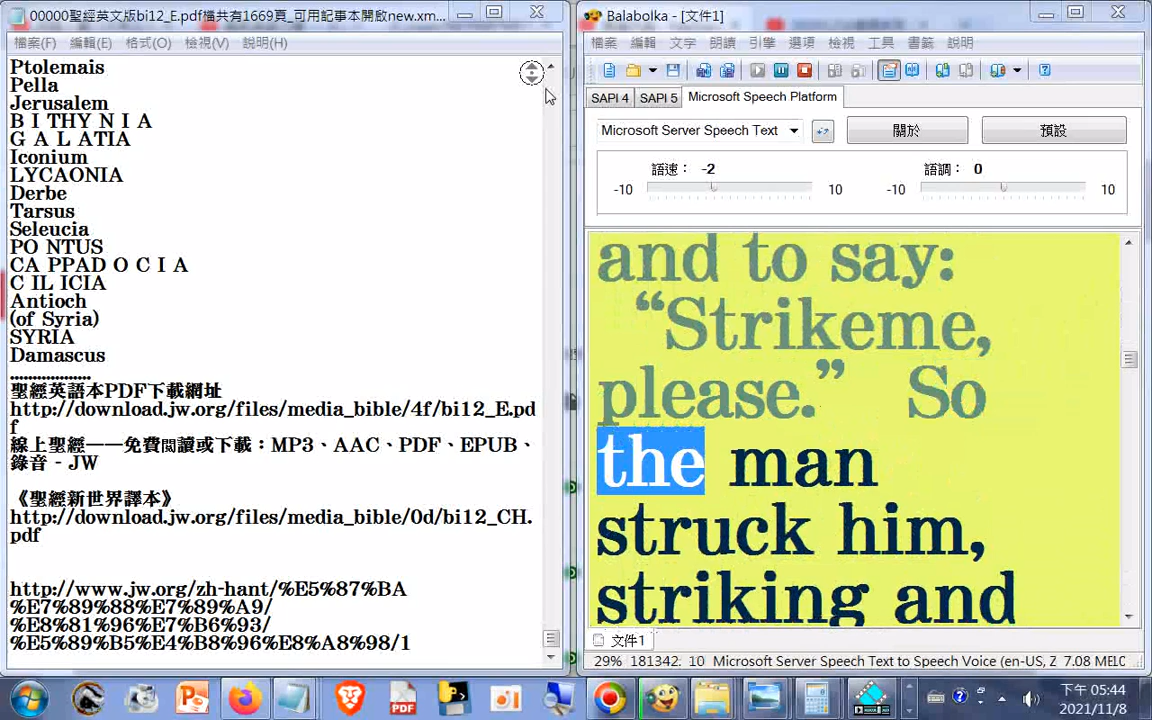 00000聖經英文版bi12_E.pdf檔共有1669頁_可用記事本開啟new.xm...
檔案(F) 編輯(E) 格式(O) 檢視(V) 說明(H)
Ptolemais
Pella
Jerusalem
B I THY N I A
G A L ATIA
Iconium
LYCAONIA
Derbe
Tarsus
Seleucia
PO NTUS
CA PPAD O C I A
C IL ICIA
Antioch
(of Syria)
SYRIA
Damascus
..................
聖經英語本PDF下載網址
http://download.jw.org/files/media_bible/4f/bi12_E.pd
f
線上聖經——免費閱讀或下載：MP3、AAC、PDF、EPUB、
錄音 - JW
《聖經新世界譯本》
http://download.jw.org/files/media_bible/0d/bi12_CH.
pdf
http://www.jw.org/zh-hant/%E5%87%BA
%E7%89%88%E7%89%A9/
%E8%81%96%E7%B6%93/
%E5%89%B5%E4%B8%96%E8%A8%98/1
Balabolka - [文件1]
檔案 編輯 文字 朗讀 引擎 選項 檢視 工具 書籤 說明
SAPI 4 SAPI 5 Microsoft Speech Platform
Microsoft Server Speech Text 關於 預設
語速： -2 語調： 0
-10 10 -10 10
and to say:
“Strikeme,
please.” So
the man
struck him,
striking and
文件1
29% 181342: 10 Microsoft Server Speech Text to Speech Voice (en-US, Z 7.08 MELO
PDF
下午 05:44
2021/11/8